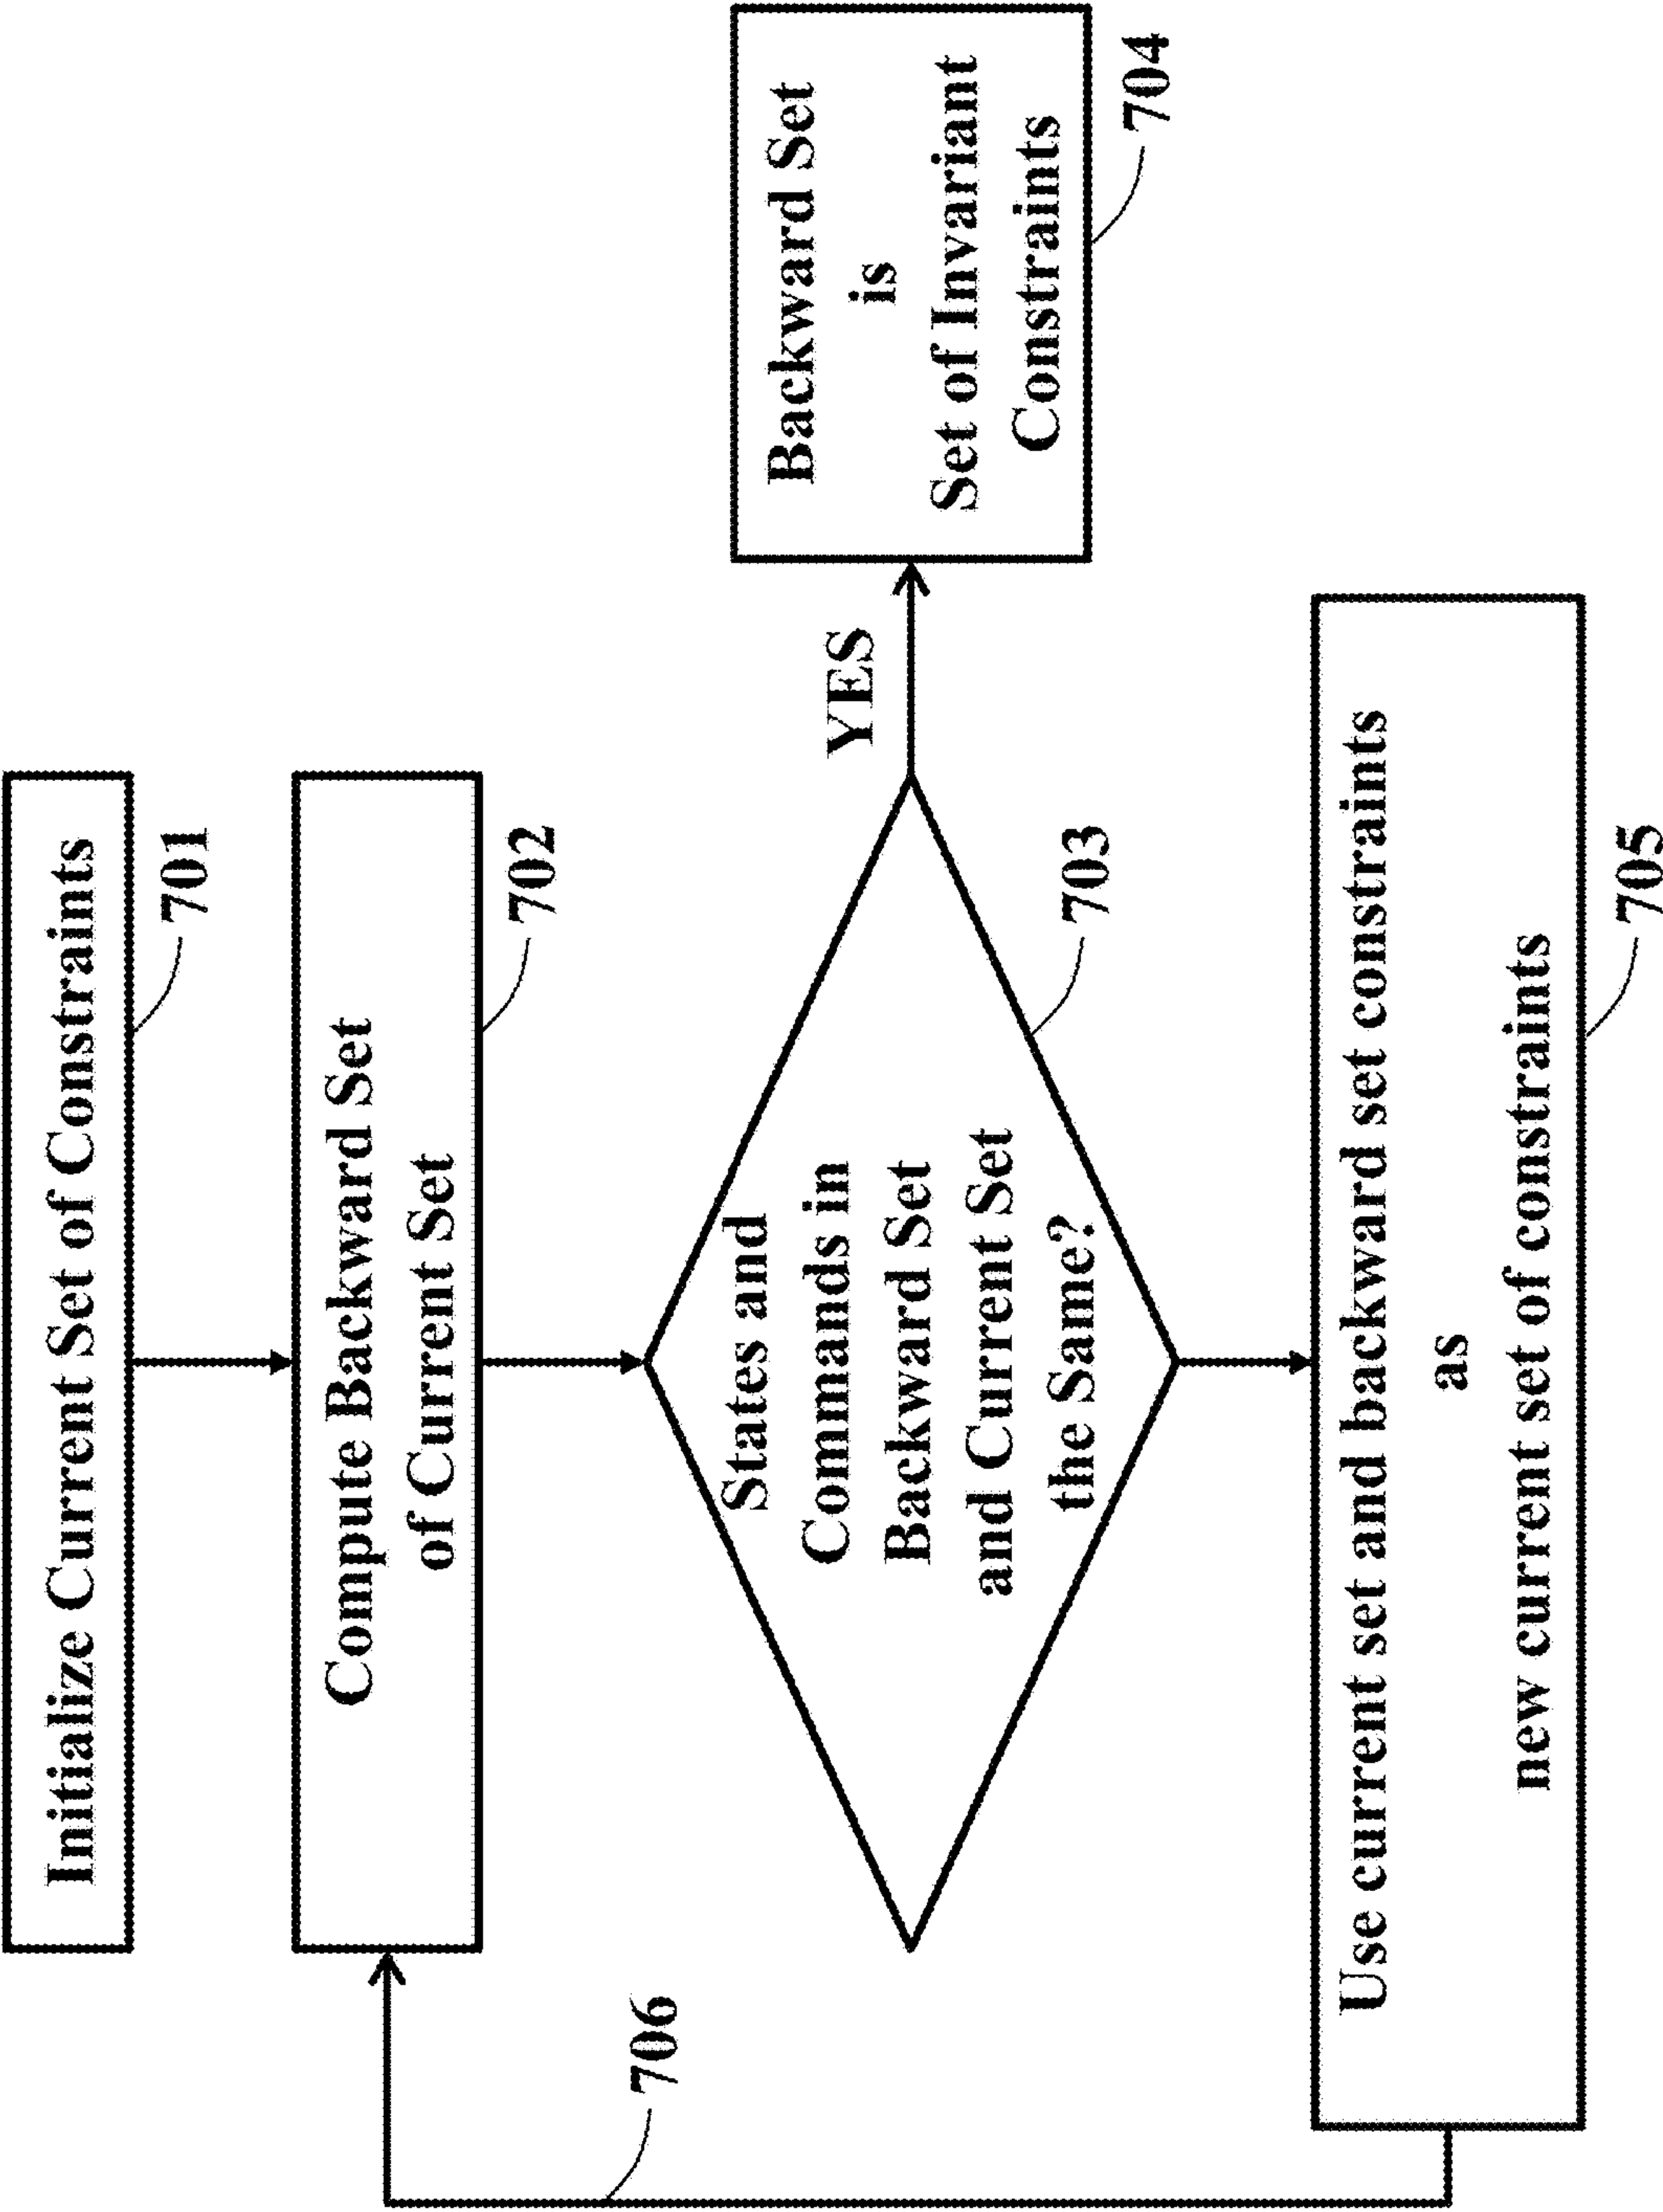 Initialize Current Set of Constraints
701
Compute Backward Set
of Current Set
702
States and
Commands in
Backward Set
and Current Set
the Same?
703
YES
Backward Set
is
Set of Invariant
Constraints
704
Use current set and backward set constraints
as
new current set of constraints
705
706